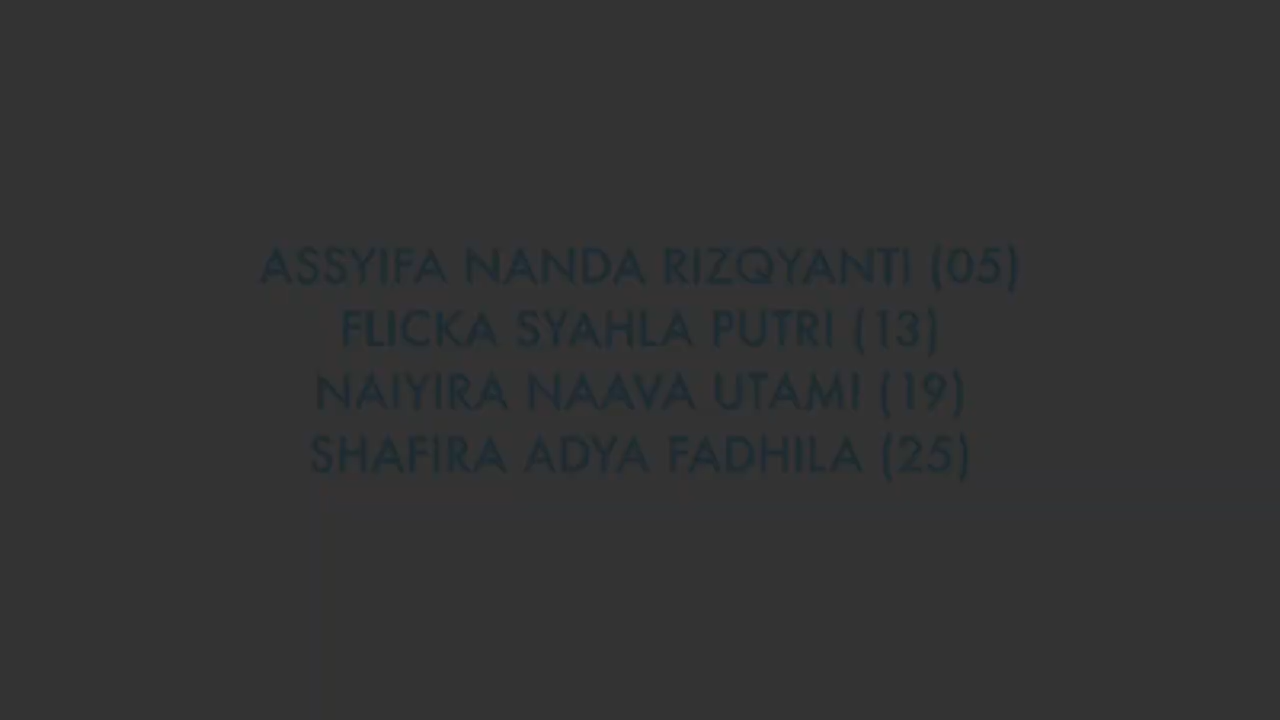 ASSYIFA NANDA RIZQYANTI (05)
FLICKA SYAHLA PUTRI (13)
NAIYIRA NAAVA UTAMI (19)
SHAFIRA ADYA FADHILA (25)